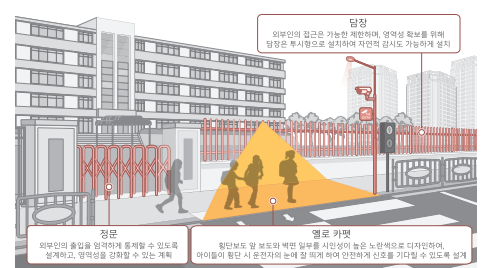 담장
외부인의 접근은 가능한 제한하며, 영역성 확보를 위해
담장은 투시형으로 설치하여 자연적 감시도 가능하게 설치
정문
외부인의 출입을 엄격하게 통제할 수 있도록
설계하고, 영역성을 강화할 수 있는 계획
옐로 카펫
횡단보도 앞 보도와 벽면 일부를 시인성이 높은 노란색으로 디자인하여,
아이들이 횡단 시 운전자의 눈에 잘 띄게 하여 안전하게 신호를 기다릴 수 있도록 설계